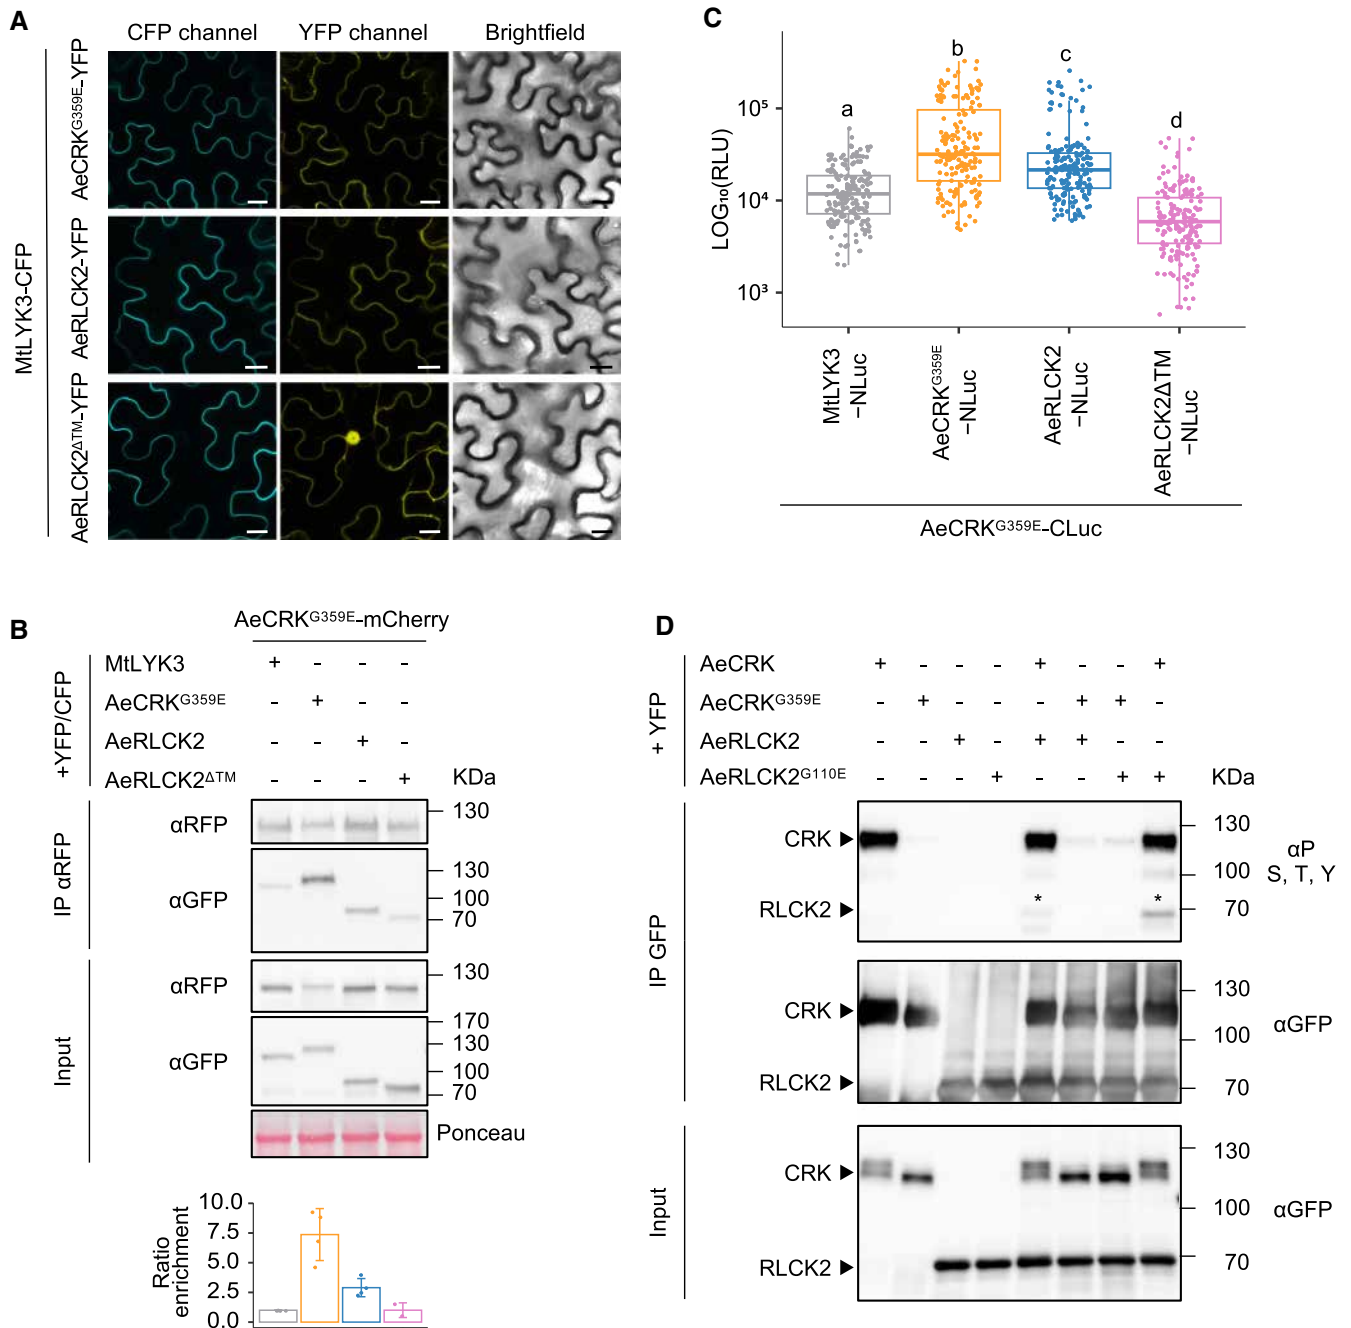 A
CFP channel
YFP channel
Brightfield
MtLYK3-CFP
AeCRKG359E-YFP
AeRLCK2-YFP
AeRLCK2ΔTM-YFP
C
LOG₁₀(RLU)
10⁵
10⁴
10³
a
b
c
d
MtLYK3
−NLuc
AeCRKG359E
−NLuc
AeRLCK2
−NLuc
AeRLCK2ΔTM
−NLuc
AeCRKG359E-CLuc
B
AeCRKG359E-mCherry
+YFP/CFP
MtLYK3 + - - -
AeCRKG359E - + - -
AeRLCK2 - - + -
AeRLCK2ΔTM - - - +
KDa
IP αRFP
αRFP
130
αGFP
130
100
70
Input
αRFP
130
αGFP
170
130
100
70
Ponceau
Ratio
enrichment
10.0
7.5
5.0
2.5
0.0
D
+ YFP
AeCRK + - - - + - - +
AeCRKG359E - + - - - + + -
AeRLCK2 - - + - + + - -
AeRLCK2G110E - - - + - - + +
KDa
IP GFP
CRK
RLCK2
* *
130
100
70
αP
S, T, Y
CRK
RLCK2
130
100
70
αGFP
Input
CRK
RLCK2
130
100
70
αGFP